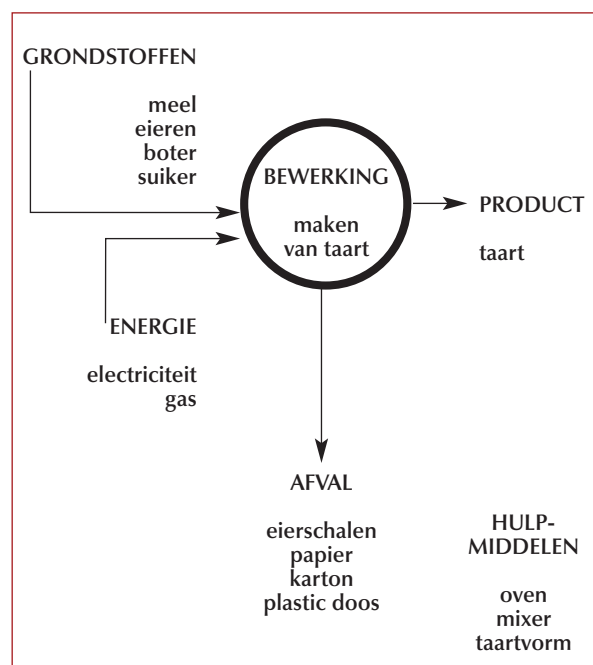 GRONDSTOFFEN
meel
eieren
boter
suiker
BEWERKING
maken
van taart
PRODUCT
taart
ENERGIE
electriciteit
gas
AFVAL
eierschalen
papier
karton
plastic doos
HULP-
MIDDELEN
oven
mixer
taartvorm